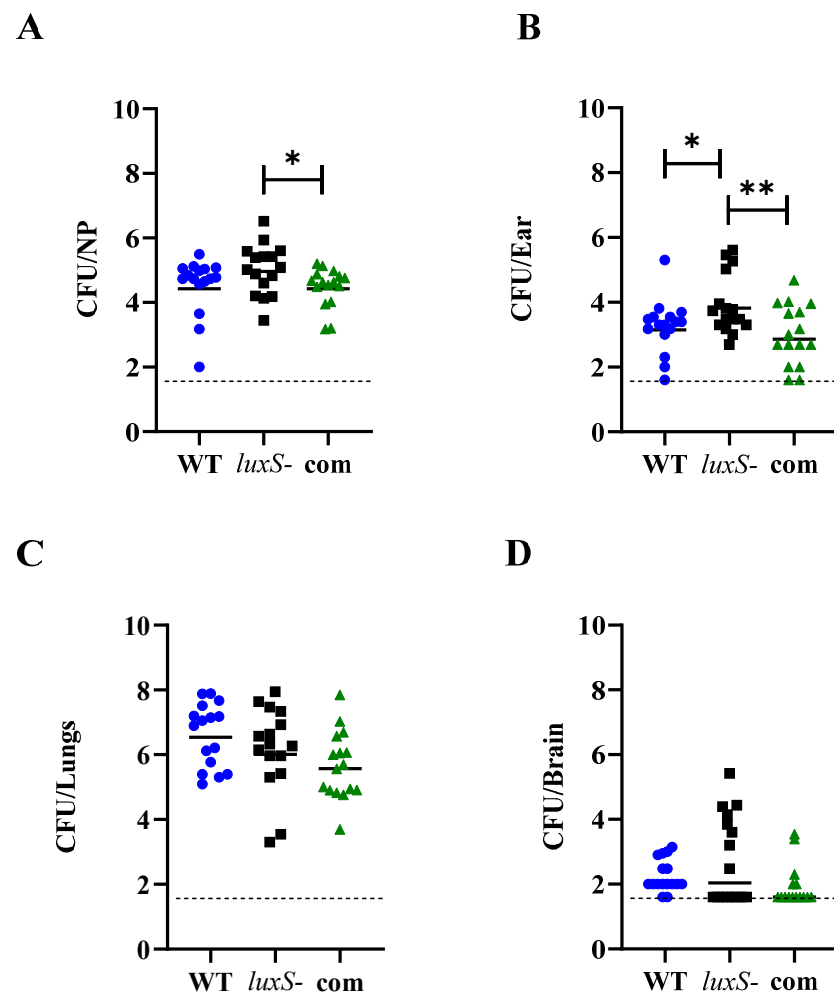 A
CFU/NP
10
8
6
4
2
0
*
WT luxS- com
B
CFU/Ear
10
8
6
4
2
0
*
**
WT luxS- com
C
CFU/Lungs
10
8
6
4
2
0
WT luxS- com
D
CFU/Brain
10
8
6
4
2
0
WT luxS- com